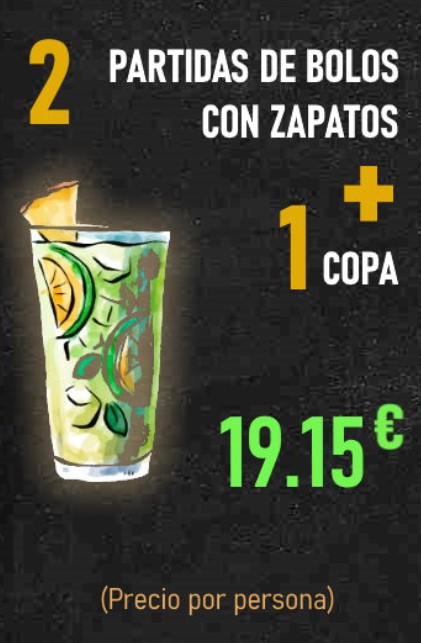 2 PARTIDAS DE BOLOS
CON ZAPATOS
+
1 COPA
19.15€
(Precio por persona)